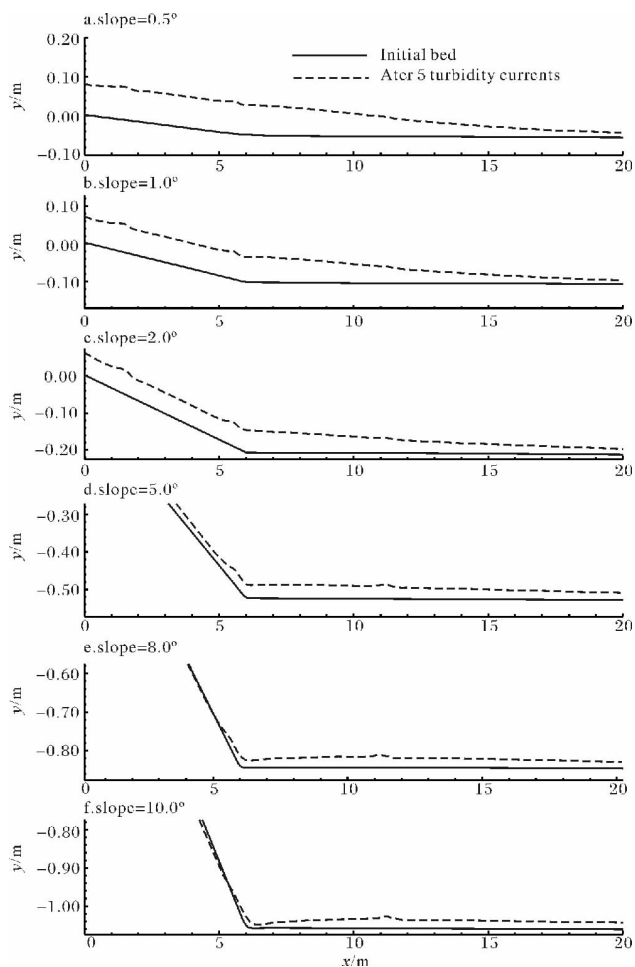 a.slope=0.5°
0.20
0.10
0.00
−0.10
y/m
Initial bed
Ater 5 turbidity currents
0 5 10 15 20
b.slope=1.0°
0.10
0.00
−0.10
y/m
0 5 10 15 20
c.slope=2.0°
0.00
−0.10
−0.20
y/m
0 5 10 15 20
d.slope=5.0°
−0.30
−0.40
−0.50
y/m
0 5 10 15 20
e.slope=8.0°
−0.60
−0.70
−0.80
y/m
0 5 10 15 20
f.slope=10.0°
−0.80
−0.90
−1.00
y/m
0 5 10 15 20
x/m